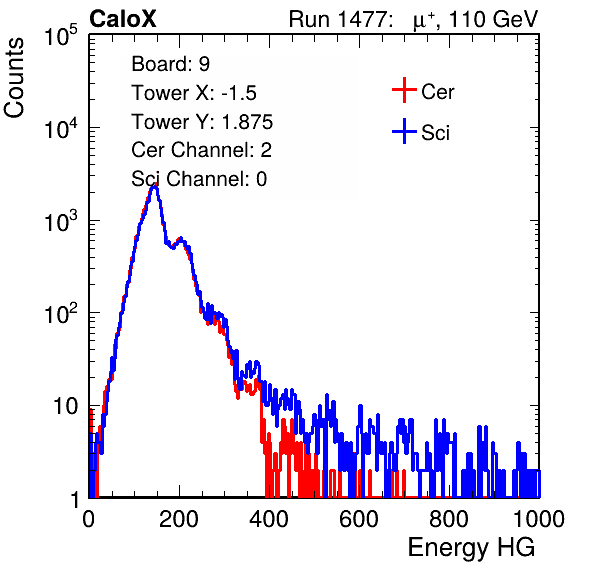 CaloX Run 1477: μ⁺, 110 GeV
Counts
Board: 9
Tower X: -1.5
Tower Y: 1.875
Cer Channel: 2
Sci Channel: 0
Cer
Sci
10⁵
10⁴
10³
10²
10
1
0 200 400 600 800 1000
Energy HG